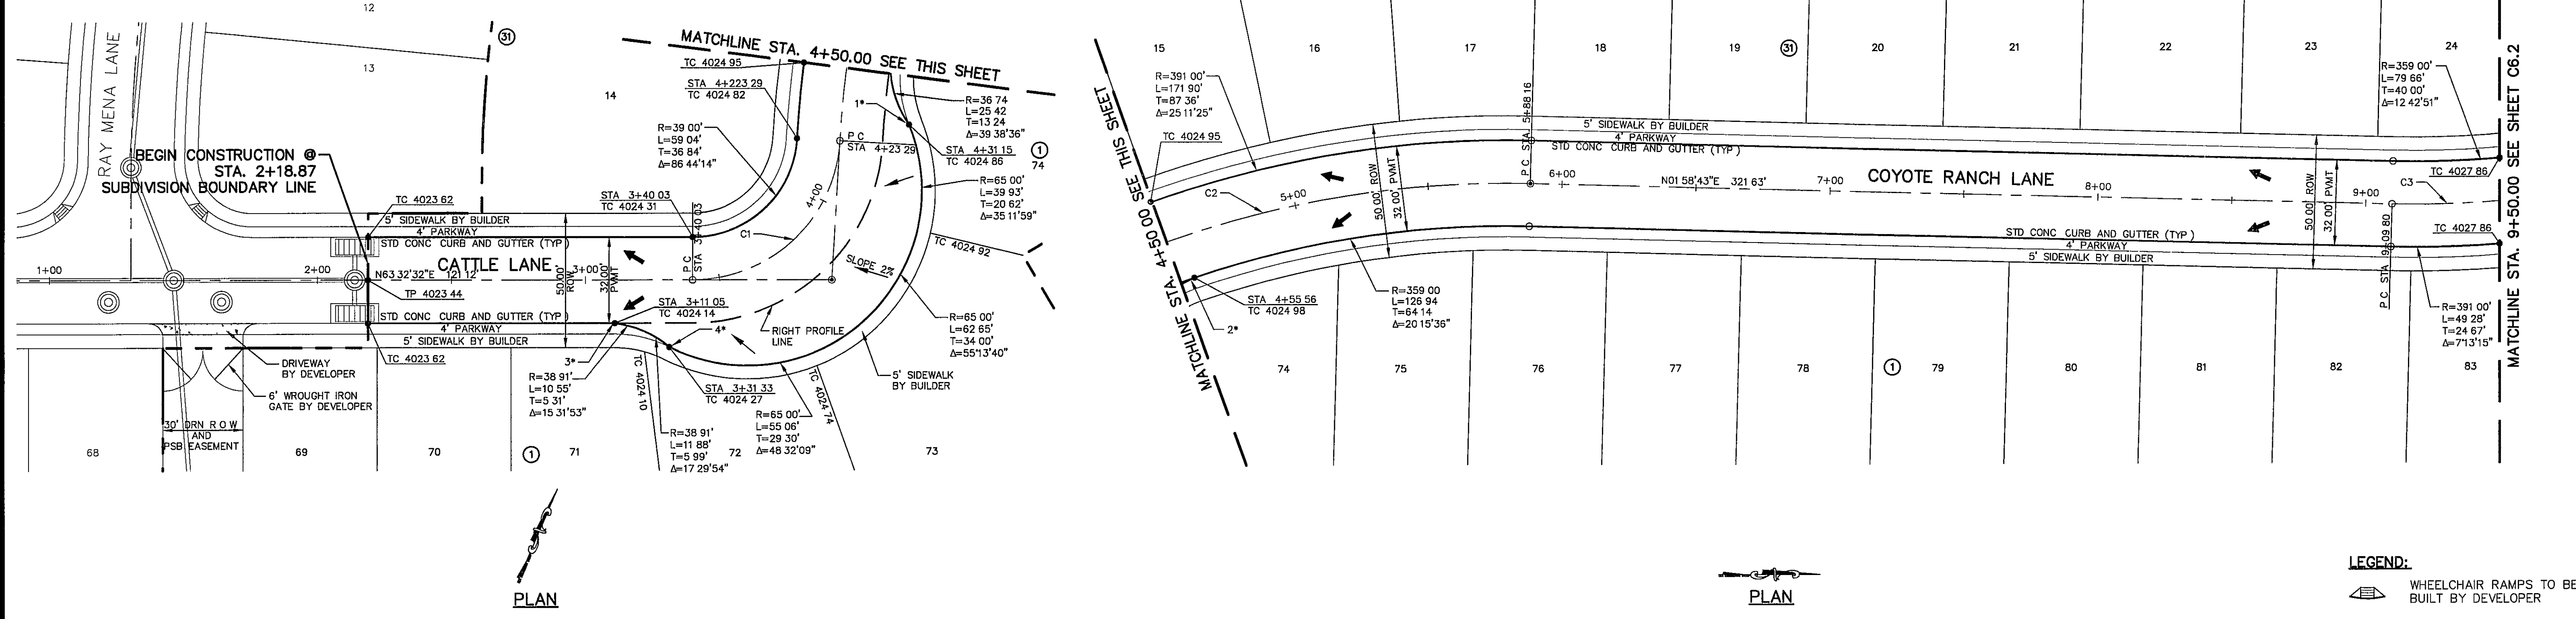 12
31
13
14
RAY MENA LANE
BEGIN CONSTRUCTION @
STA. 2+18.87
SUBDIVISION BOUNDARY LINE
MATCHLINE STA. 4+50.00 SEE THIS SHEET
TC 4024 95
STA 4+223 29
TC 4024 82
1*
R=39 00'
L=59 04'
T=36 84'
Δ=86 44'14"
R=36 74
L=25 42
T=13 24
Δ=39 38'36"
P C
STA 4+23 29
STA 4+31 15
TC 4024 86
1
74
R=65 00'
L=39 93'
T=20 62'
Δ=35 11'59"
TC 4023 62
STA 3+40 03
TC 4024 31
4+00
C1
P C
STA 3+40 03
5' SIDEWALK BY BUILDER
4' PARKWAY
STD CONC CURB AND GUTTER (TYP)
CATTLE LANE
1+00
2+00
N63 32'32"E 121 12
3+00
50.00'
ROW
32.00'
PVMT
TP 4023 44
SLOPE 2%
TC 4024 92
STA 3+11 05
TC 4024 14
STD CONC CURB AND GUTTER (TYP)
4' PARKWAY
5' SIDEWALK BY BUILDER
4*
RIGHT PROFILE
LINE
R=65 00'
L=62 65'
T=34 00'
Δ=55°13'40"
TC 4023 62
3*
DRIVEWAY
BY DEVELOPER
6' WROUGHT IRON
GATE BY DEVELOPER
R=38 91'
L=10 55'
T=5 31'
Δ=15 31'53"
TC 4024 10
STA 3+31 33
TC 4024 27
TC 4024 74
5' SIDEWALK
BY BUILDER
R=65 00'
L=55 06'
T=29 30'
Δ=48 32'09"
R=38 91'
L=11 88'
T=5 99'
Δ=17 29'54"
30' DRN R O W
AND
PSB EASEMENT
68
69
70
1
71
72
73
PLAN
15
16
17
18
19
31
20
21
22
23
24
MATCHLINE STA. 4+50.00 SEE THIS SHEET
R=391 00'
L=171 90'
T=87 36'
Δ=25 11'25"
TC 4024 95
P C STA 5+88 16
R=359 00'
L=79 66'
T=40 00'
Δ=12 42'51"
5' SIDEWALK BY BUILDER
4' PARKWAY
STD CONC CURB AND GUTTER (TYP)
C2
5+00
50 00' ROW
32 00' PVMT
6+00
N01 58'43"E 321 63'
7+00
COYOTE RANCH LANE
8+00
9+00
C3
TC 4027 86
50 00' ROW
32 00' PVMT
STD CONC CURB AND GUTTER (TYP)
4' PARKWAY
5' SIDEWALK BY BUILDER
TC 4027 86
P C STA 9+09 80
R=391 00'
L=49 28'
T=24 67'
Δ=7°13'15"
MATCHLINE STA. 9+50.00 SEE SHEET C6.2
STA 4+55 56
TC 4024 98
2*
R=359 00
L=126 94
T=64 14
Δ=20 15'36"
74
75
76
77
78
1
79
80
81
82
83
PLAN
LEGEND:
WHEELCHAIR RAMPS TO BE
BUILT BY DEVELOPER